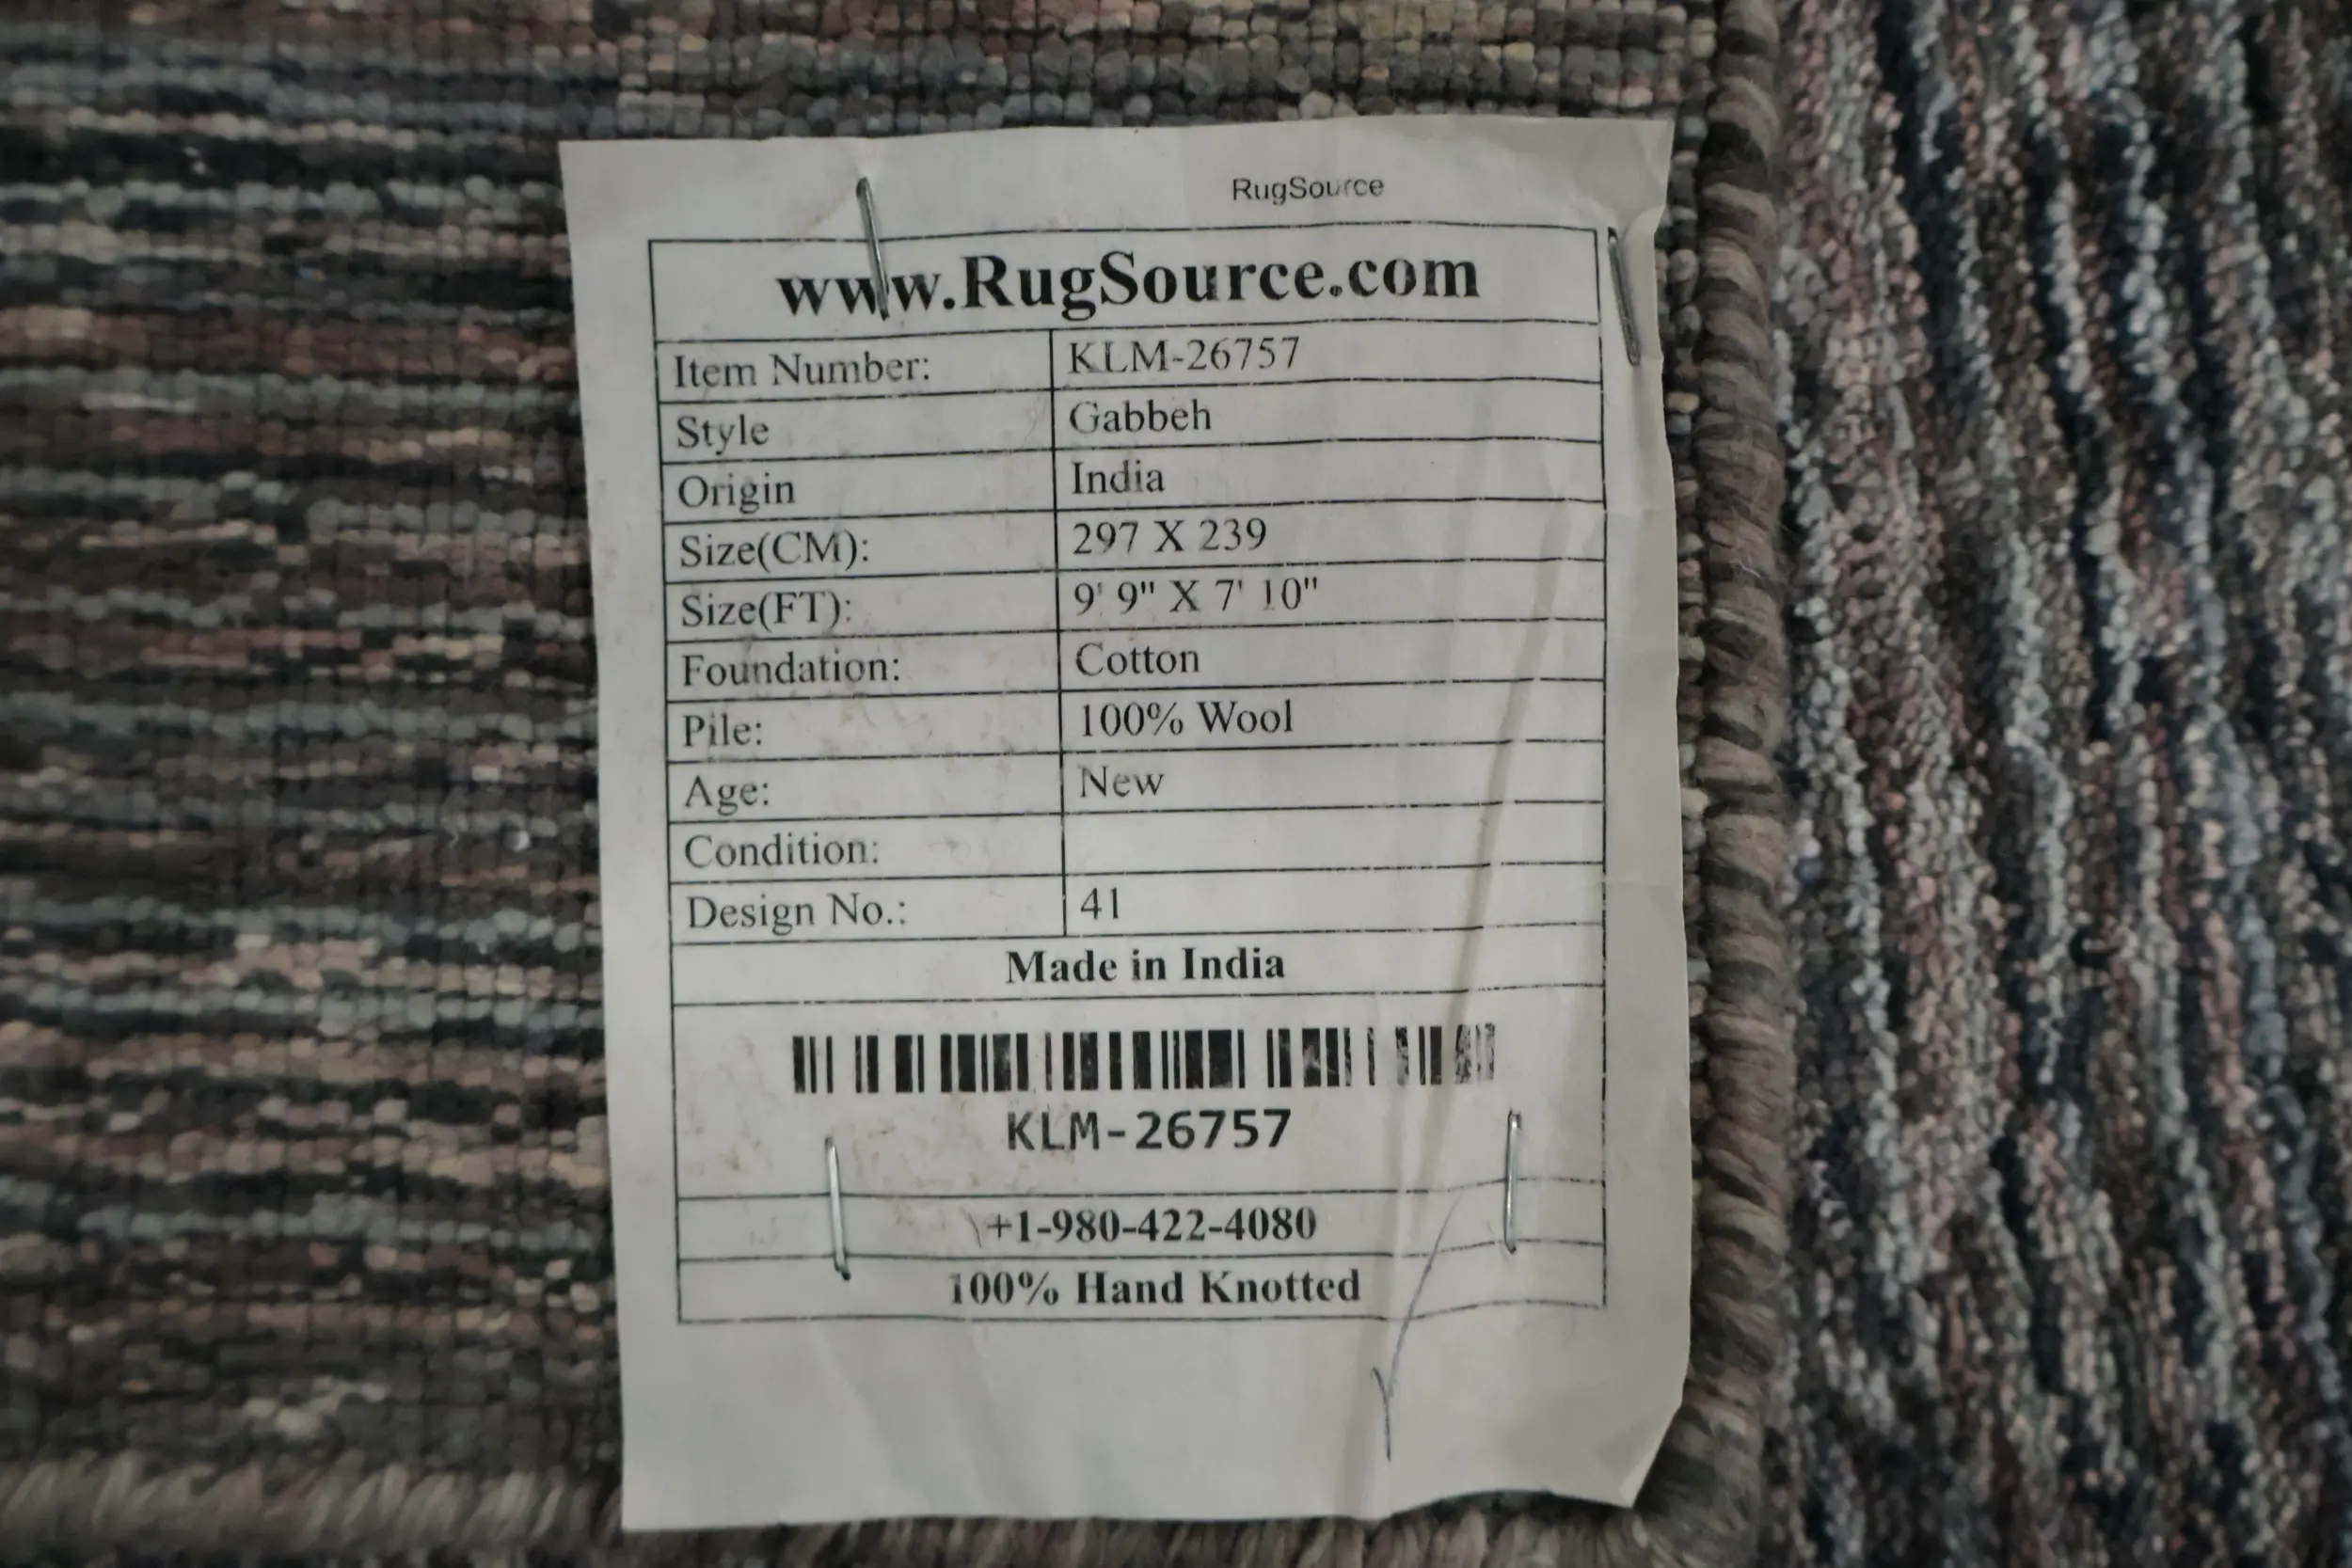 RugSource
www.RugSource.com
Item Number: KLM-26757
Style Gabbeh
Origin India
Size(CM): 297 X 239
Size(FT): 9' 9" X 7' 10"
Foundation: Cotton
Pile: 100% Wool
Age: New
Condition:
Design No.: 41
Made in India
KLM-26757
+1-980-422-4080
100% Hand Knotted